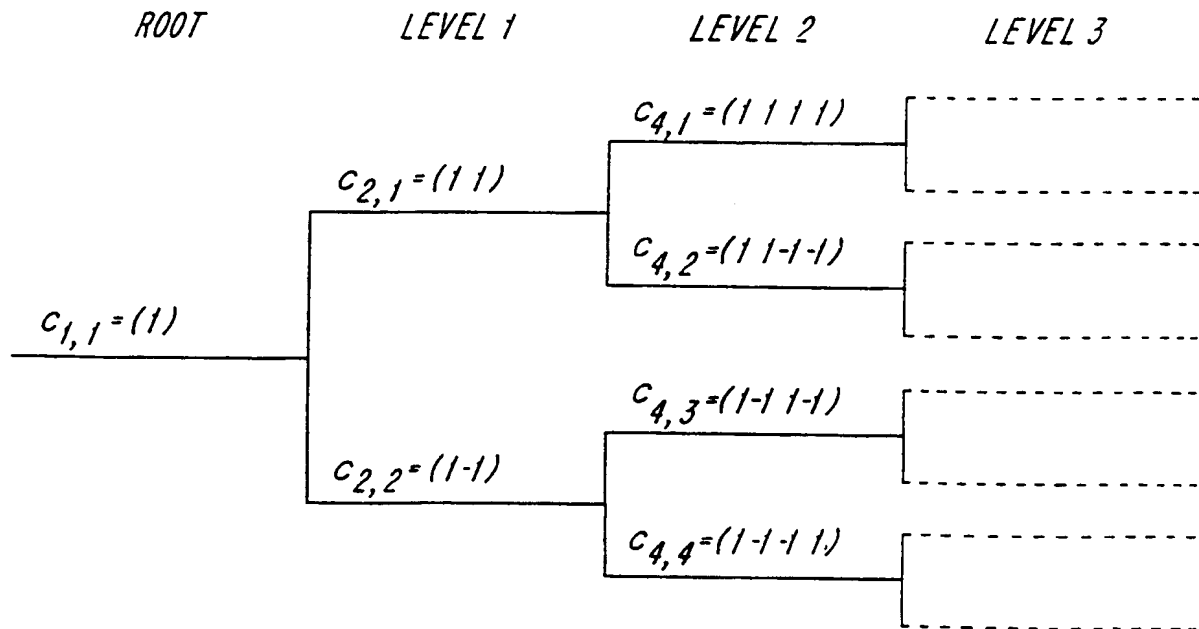 ROOT LEVEL 1 LEVEL 2 LEVEL 3
c4,1=(1 1 1 1)
c2,1=(1 1)
c4,2=(1 1-1-1)
c1,1=(1)
c4,3=(1-1 1-1)
c2,2=(1-1)
c4,4=(1-1-1 1)